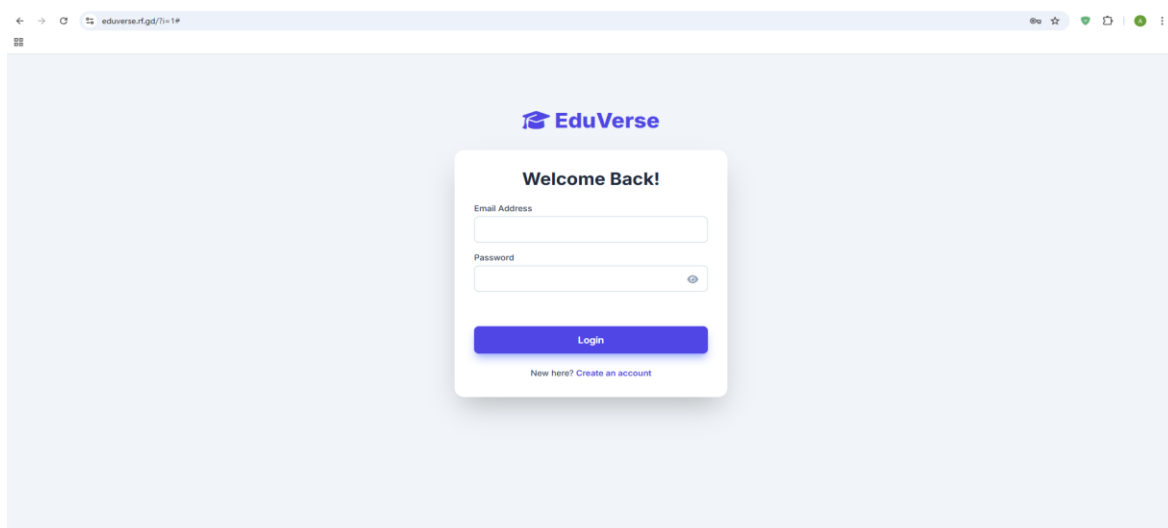 eduverse.rf.gd/?i=1#
A
EduVerse
Welcome Back!
Email Address
Password
Login
New here? Create an account